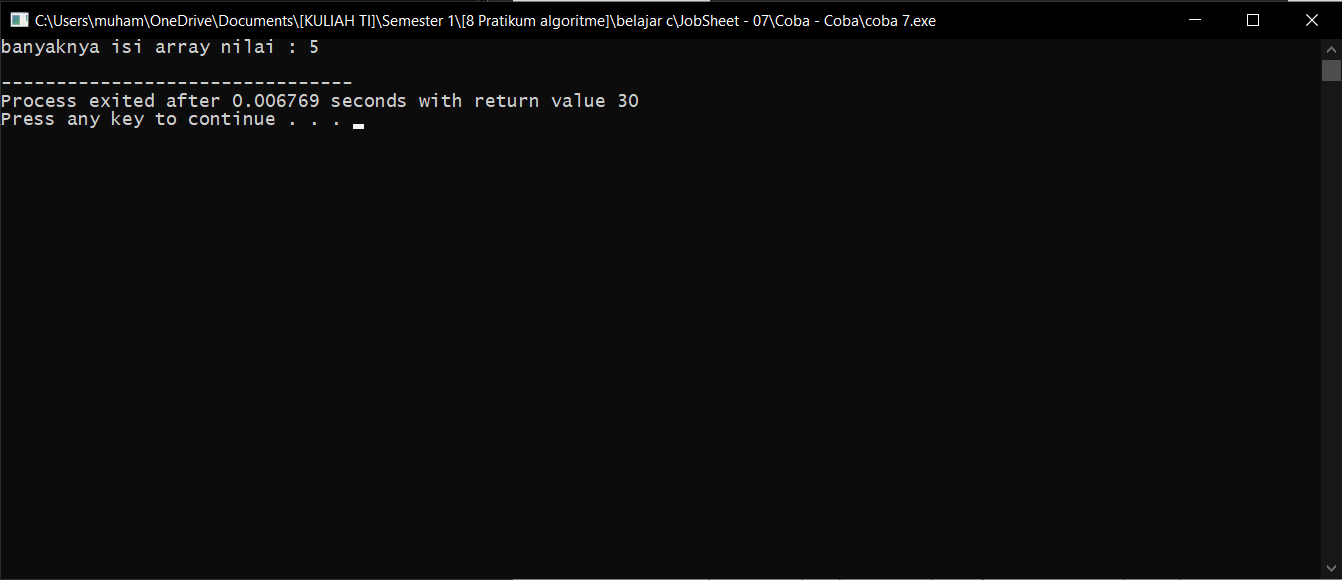 C:\Users\muham\OneDrive\Documents\[KULIAH TI]\Semester 1\[8 Pratikum algoritme]\belajar c\JobSheet - 07\Coba - Coba\coba 7.exe
banyaknya isi array nilai : 5
--------------------------------
Process exited after 0.006769 seconds with return value 30
Press any key to continue . . .